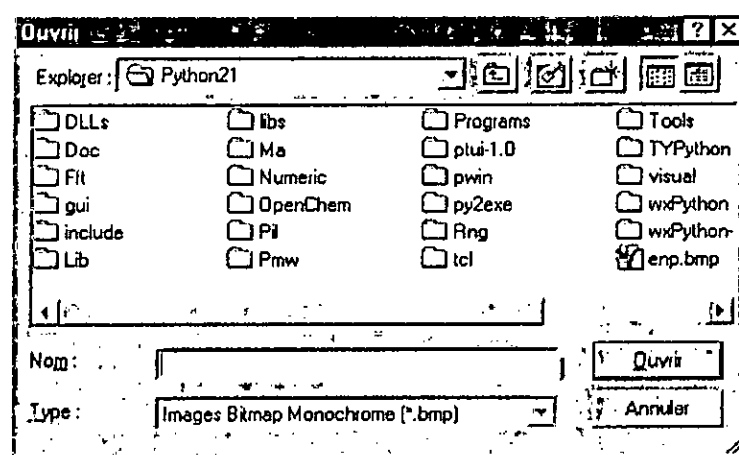 Ouvrir
Explorer : Python21
DLLs libs Programs Tools
Doc Ma ptui-1.0 TYPython
Fft Numeric pwin visual
gui OpenChem py2exe wxPython
include Pil Rng wxPython-
Lib Pmw tcl enp.bmp
Nom : Ouvrir
Type : Images Bitmap Monochrome (*.bmp) Annuler